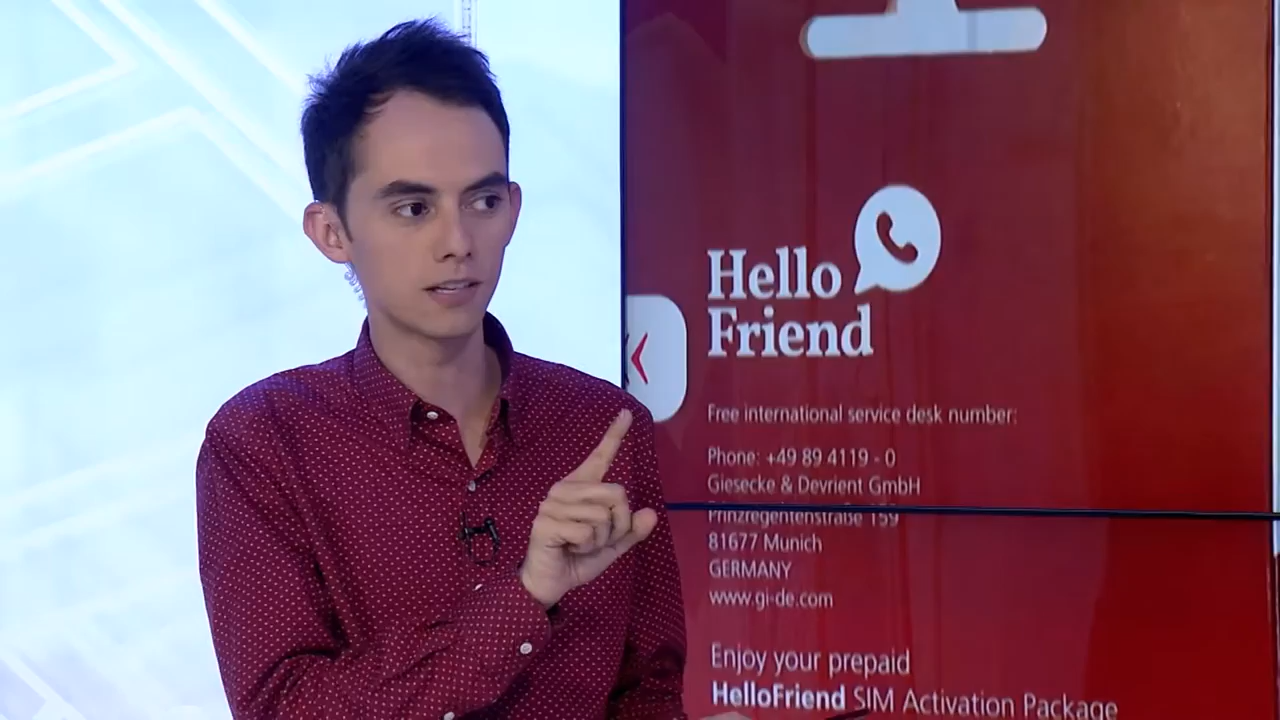 Hello
Friend
Free international service desk number:
Phone: +49 89 4119 - 0
Giesecke & Devrient GmbH
Prinzregentenstraße 159
81677 Munich
GERMANY
www.gi-de.com
Enjoy your prepaid
HelloFriend SIM Activation Package